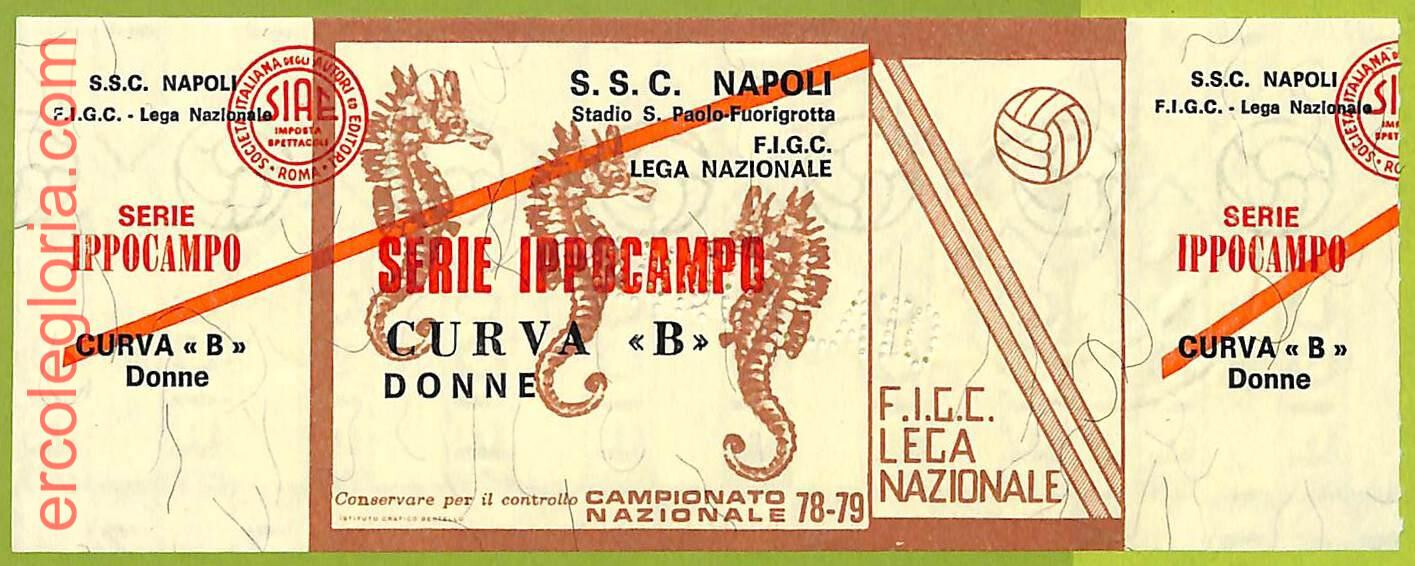 ercolegloria.com
S.S.C. NAPOLI
F.I.G.C. - Lega Nazionale
SOCIETA ITALIANA DEGLI AUTORI ED EDITORI
SIAE
IMPOSTA
SPETTACOLI
· ROMA ·
SERIE
IPPOCAMPO
CURVA « B »
Donne
S. S. C. NAPOLI
Stadio S. Paolo-Fuorigrotta
F.I.G.C.
LEGA NAZIONALE
SERIE IPPOCAMPO
CURVA «B»
DONNE
Conservare per il controllo
CAMPIONATO
NAZIONALE 78-79
F.I.G.C.
LEGA
NAZIONALE
S.S.C. NAPOLI
F.I.G.C. - Lega Nazionale
SERIE
IPPOCAMPO
CURVA « B »
Donne